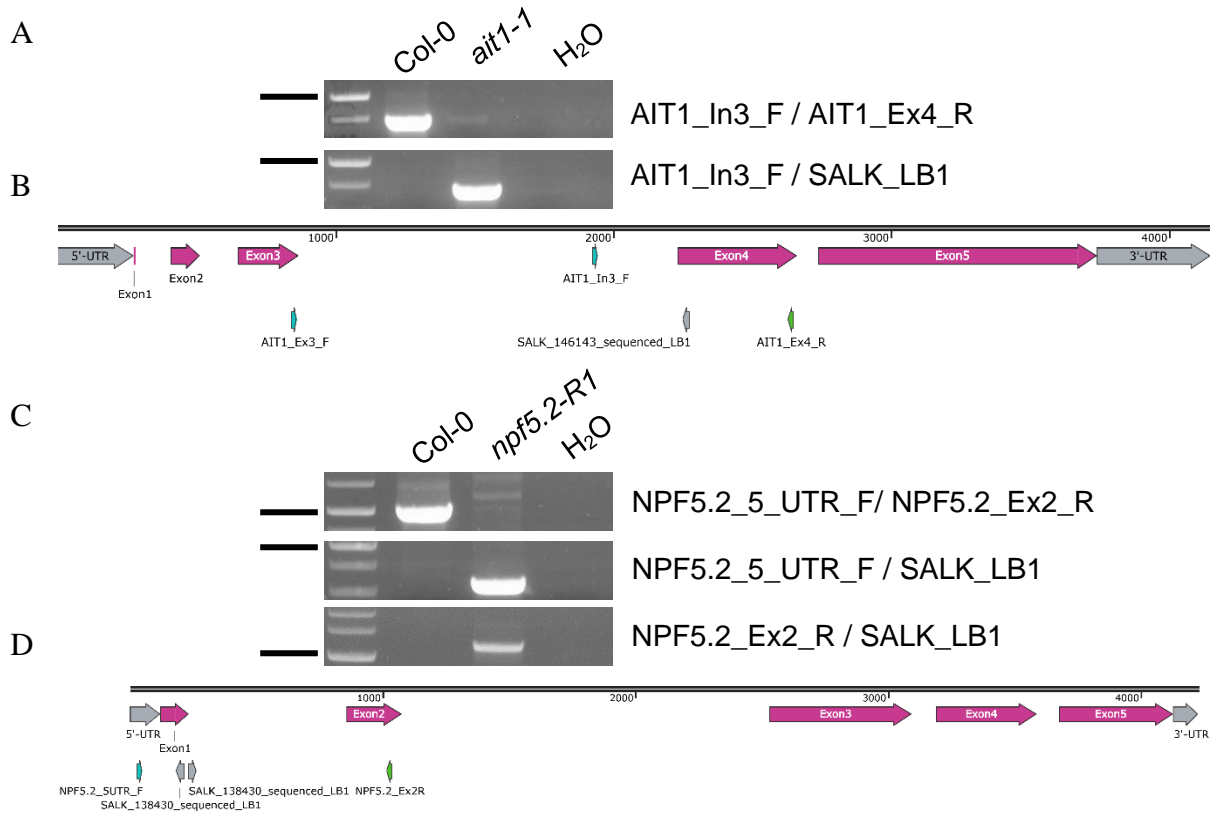 A
Col-0 ait1-1 H₂O
AIT1_In3_F / AIT1_Ex4_R
AIT1_In3_F / SALK_LB1
B
1000 2000 3000 4000
5'-UTR Exon1 Exon2 Exon3 Exon4 Exon5 3'-UTR
AIT1_In3_F
AIT1_Ex3_F SALK_146143_sequenced_LB1 AIT1_Ex4_R
C
Col-0 npf5.2-R1 H₂O
NPF5.2_5_UTR_F/ NPF5.2_Ex2_R
NPF5.2_5_UTR_F / SALK_LB1
NPF5.2_Ex2_R / SALK_LB1
D
1000 2000 3000 4000
Exon2 Exon3 Exon4 Exon5
5'-UTR 3'-UTR
Exon1
NPF5.2_5UTR_F SALK_138430_sequenced_LB1 NPF5.2_Ex2R
SALK_138430_sequenced_LB1